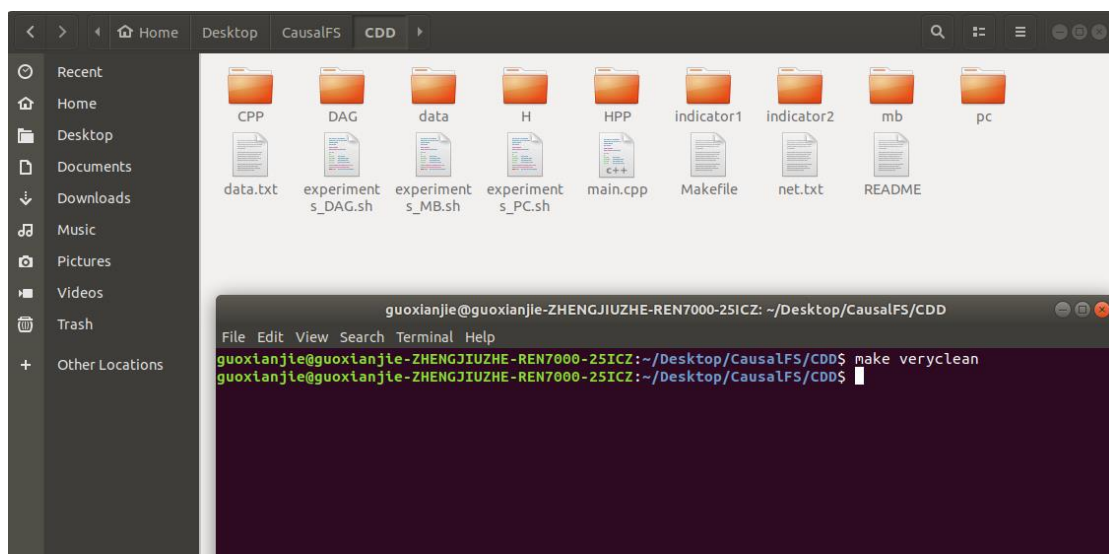 Home Desktop CausalFS CDD
Recent
Home
Desktop
Documents
Downloads
Music
Pictures
Videos
Trash
+ Other Locations
CPP DAG data H HPP indicator1 indicator2 mb pc
c++
data.txt experiment experiment experiment main.cpp Makefile net.txt README
s_DAG.sh s_MB.sh s_PC.sh
guoxianjie@guoxianjie-ZHENGJIUZHE-REN7000-25ICZ: ~/Desktop/CausalFS/CDD
File Edit View Search Terminal Help
guoxianjie@guoxianjie-ZHENGJIUZHE-REN7000-25ICZ:~/Desktop/CausalFS/CDD$ make veryclean
guoxianjie@guoxianjie-ZHENGJIUZHE-REN7000-25ICZ:~/Desktop/CausalFS/CDD$